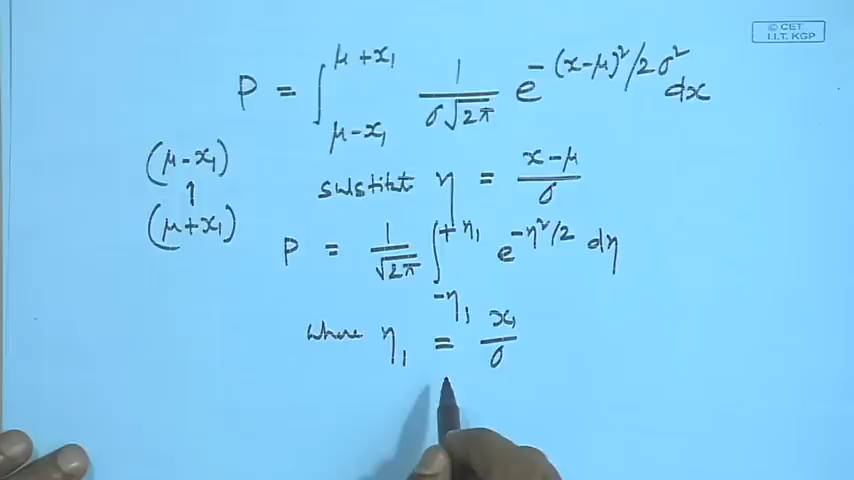 © CET
I.I.T. KGP
P = ∫_{μ-x₁}^{μ+x₁} 1/(σ√2π) e^{-(x-μ)²/2σ²} dx
(μ-x₁)
(μ+x₁)
substitute η = (x-μ)/σ
P = 1/√2π ∫_{-η₁}^{+η₁} e^{-η²/2} dη
where η₁ = x₁/σ